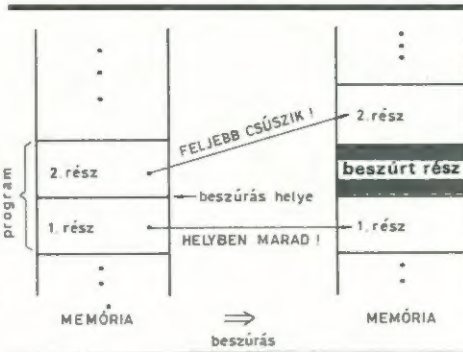 2. rész
FELJEBB CSÚSZIK !
2. rész
beszúrt rész
beszúrás helye
program
1. rész
HELYBEN MARAD !
1. rész
MEMÓRIA
⇒
MEMÓRIA
beszúrás